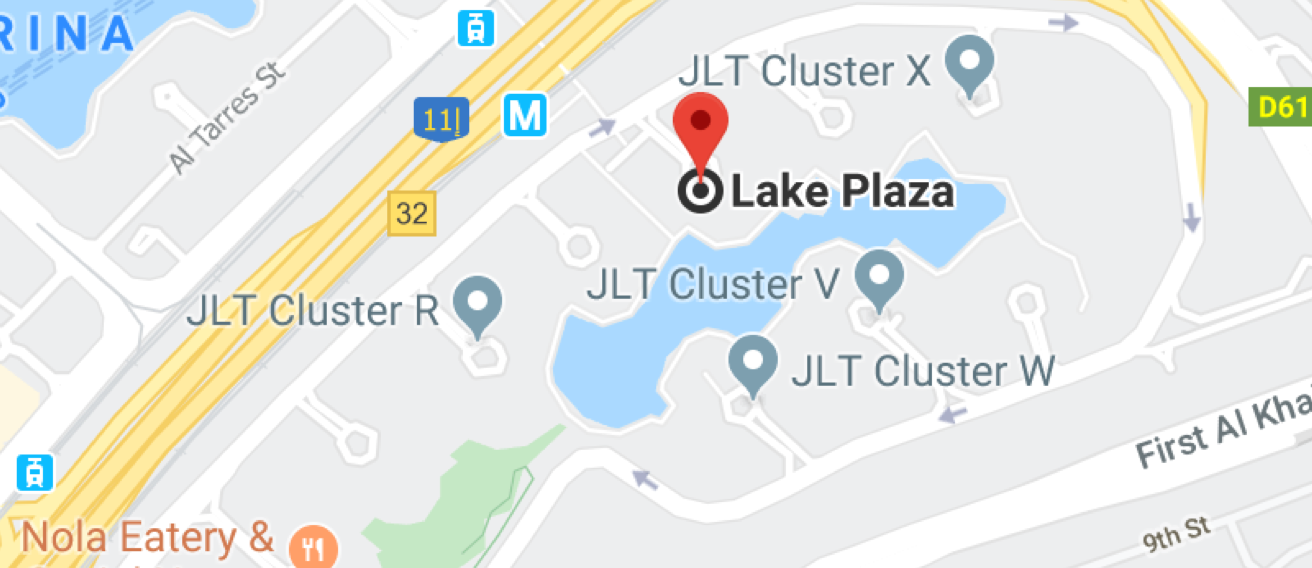 RINA
Al Tarres St
11
M
JLT Cluster X
D61
32
Lake Plaza
JLT Cluster V
JLT Cluster R
JLT Cluster W
First Al Kha
9th St
Nola Eatery &